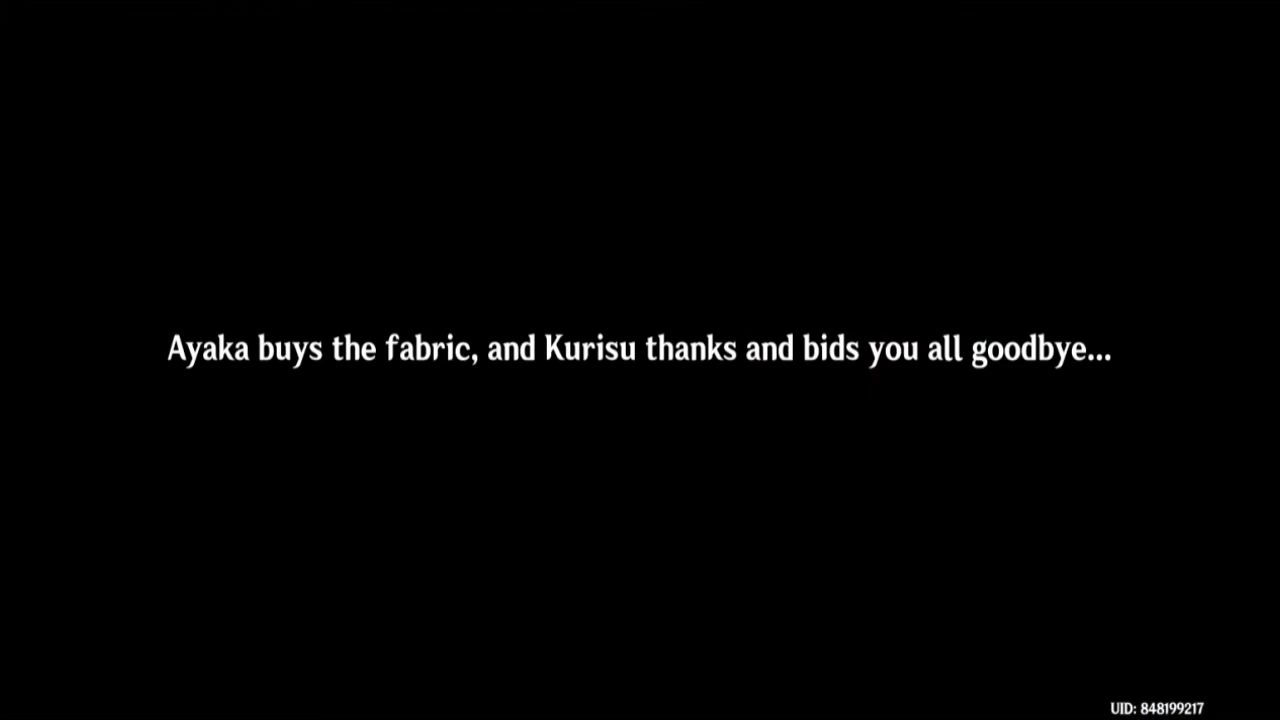 Ayaka buys the fabric, and Kurisu thanks and bids you all goodbye...
UID: 848199217